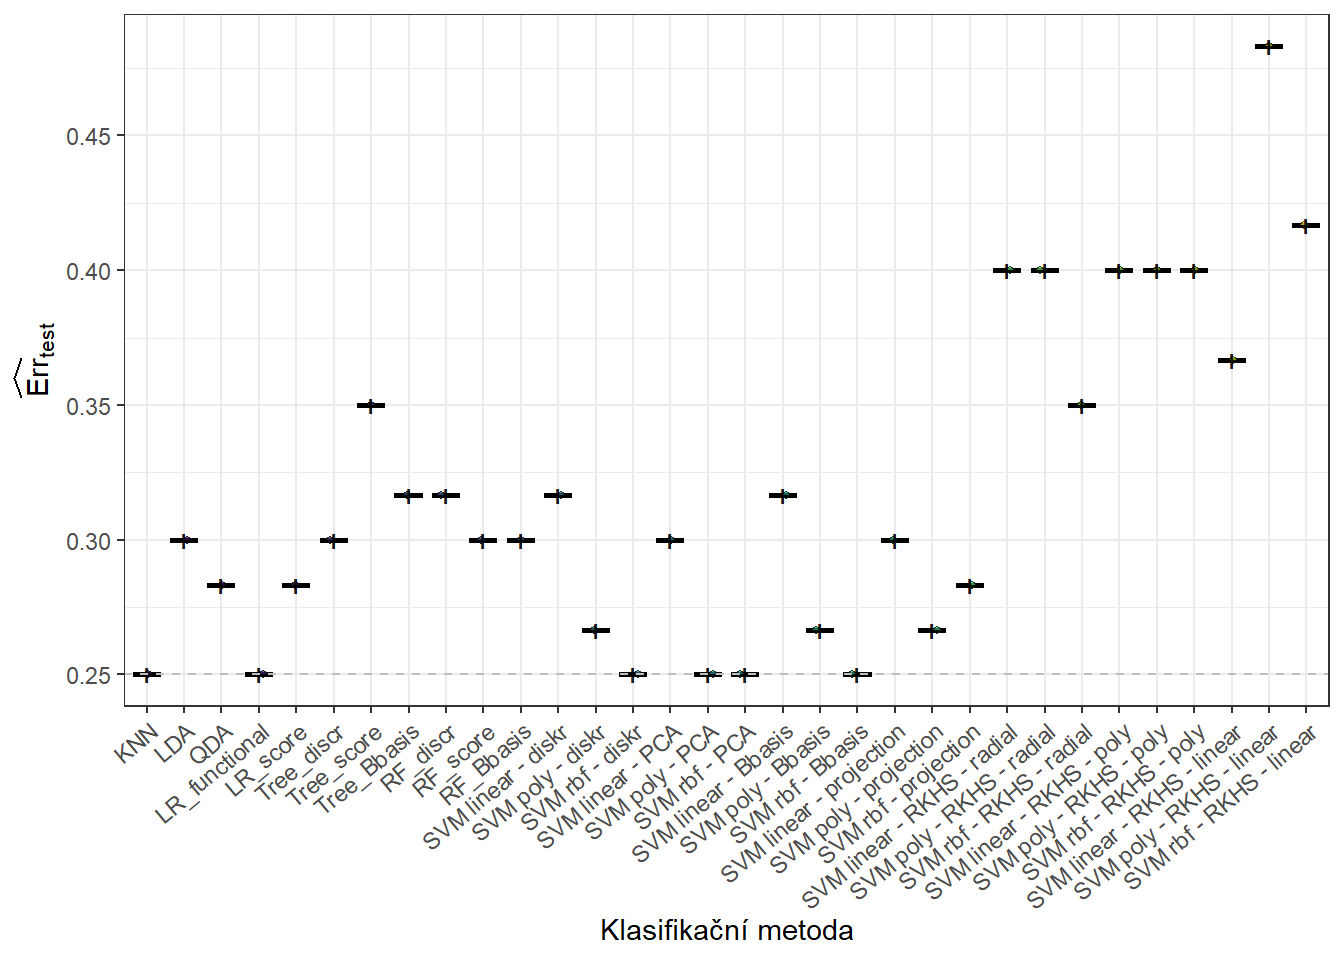 0.45
0.40
0.35
0.30
0.25
Err test
KNN
LDA
QDA
LR_functional
LR_score
Tree_discr
Tree_score
Tree_Bbasis
RF_discr
RF_score
RF_Bbasis
SVM linear - diskr
SVM poly - diskr
SVM rbf - diskr
SVM linear - PCA
SVM poly - PCA
SVM rbf - PCA
SVM linear - Bbasis
SVM poly - Bbasis
SVM rbf - Bbasis
SVM linear - projection
SVM poly - projection
SVM rbf - projection
SVM linear - RKHS - radial
SVM poly - RKHS - radial
SVM rbf - RKHS - radial
SVM linear - RKHS - poly
SVM poly - RKHS - poly
SVM rbf - RKHS - poly
SVM linear - RKHS - linear
SVM poly - RKHS - linear
SVM rbf - RKHS - linear
Klasifikační metoda